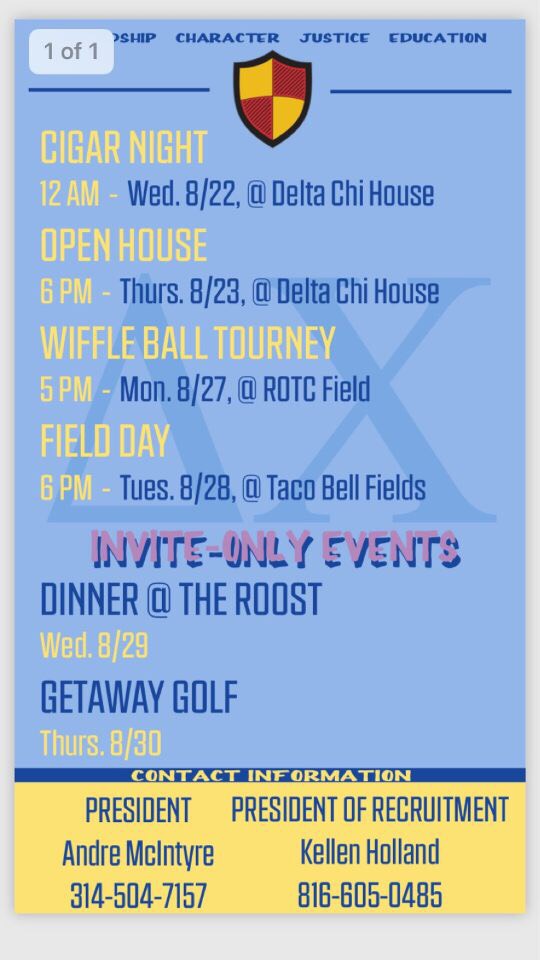 1 of 1
SHIP CHARACTER JUSTICE EDUCATION
CIGAR NIGHT
12 AM - Wed. 8/22, @ Delta Chi House
OPEN HOUSE
6 PM - Thurs. 8/23, @ Delta Chi House
WIFFLE BALL TOURNEY
5 PM - Mon. 8/27, @ ROTC Field
FIELD DAY
6 PM - Tues. 8/28, @ Taco Bell Fields
ΔΧ
INVITE-ONLY EVENTS
DINNER @ THE ROOST
Wed. 8/29
GETAWAY GOLF
Thurs. 8/30
CONTACT INFORMATION
PRESIDENT PRESIDENT OF RECRUITMENT
Andre McIntyre Kellen Holland
314-504-7157 816-605-0485